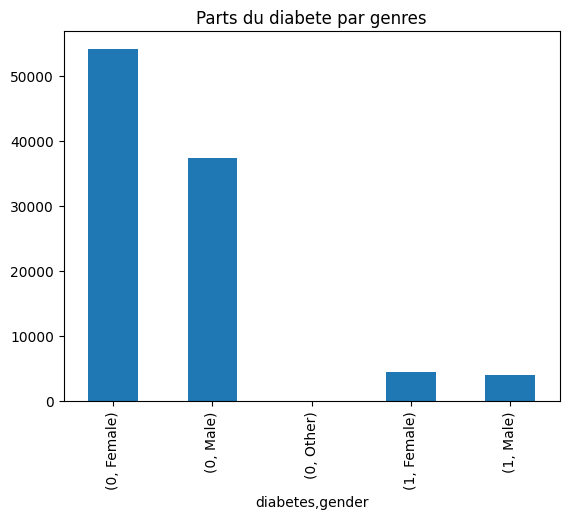 Parts du diabete par genres
50000
40000
30000
20000
10000
0
(0, Female)
(0, Male)
(0, Other)
(1, Female)
(1, Male)
diabetes,gender